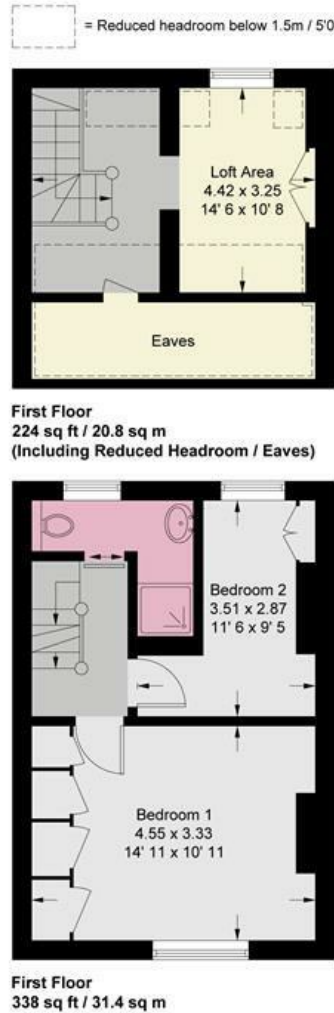 = Reduced headroom below 1.5m / 5'0
Loft Area
4.42 x 3.25
14' 6 x 10' 8
Eaves
First Floor
224 sq ft / 20.8 sq m
(Including Reduced Headroom / Eaves)
Bedroom 2
3.51 x 2.87
11' 6 x 9' 5
Bedroom 1
4.55 x 3.33
14' 11 x 10' 11
First Floor
338 sq ft / 31.4 sq m